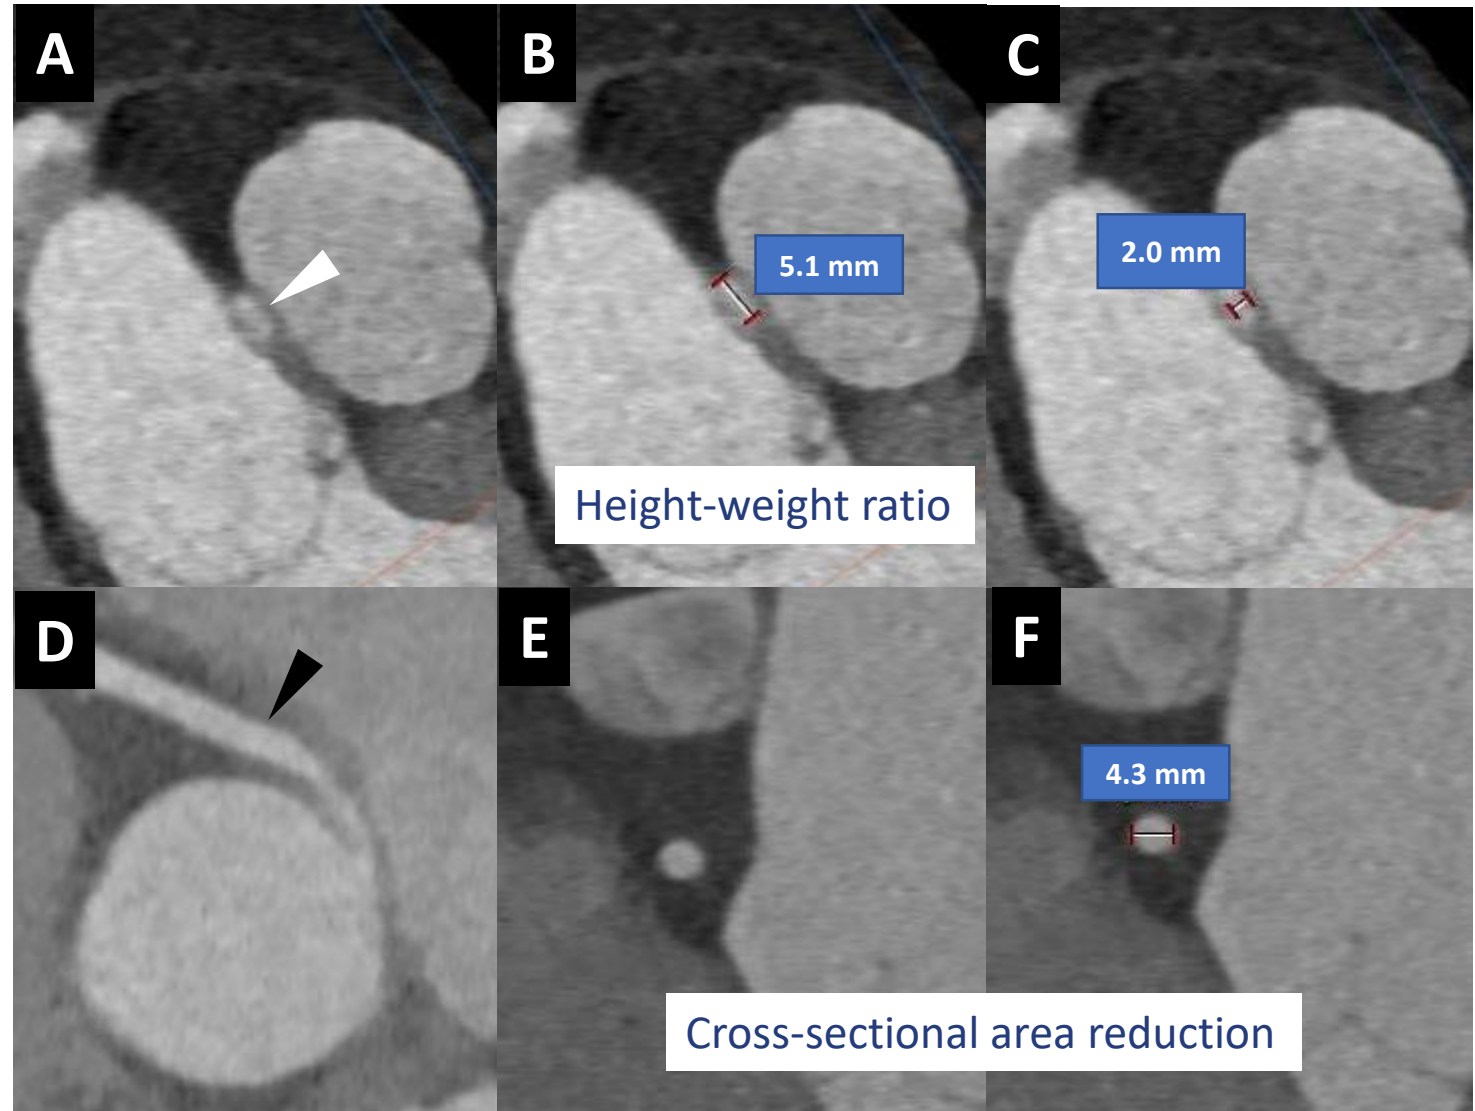 A
B
C
5.1 mm
2.0 mm
Height-weight ratio
D
E
F
4.3 mm
Cross-sectional area reduction